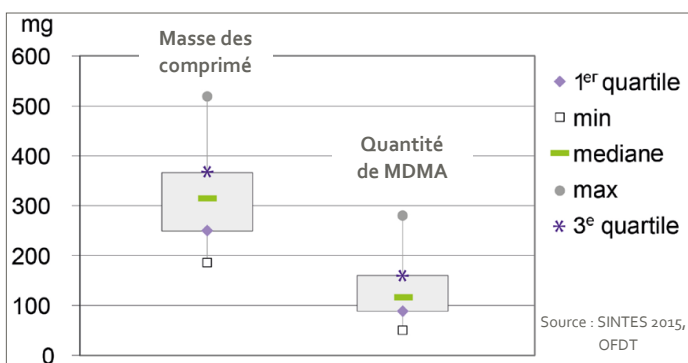 mg
600
500
400
300
200
100
0
Masse des
comprimé
Quantité
de MDMA
1er quartile
min
mediane
max
3e quartile
Source : SINTES 2015,
OFDT